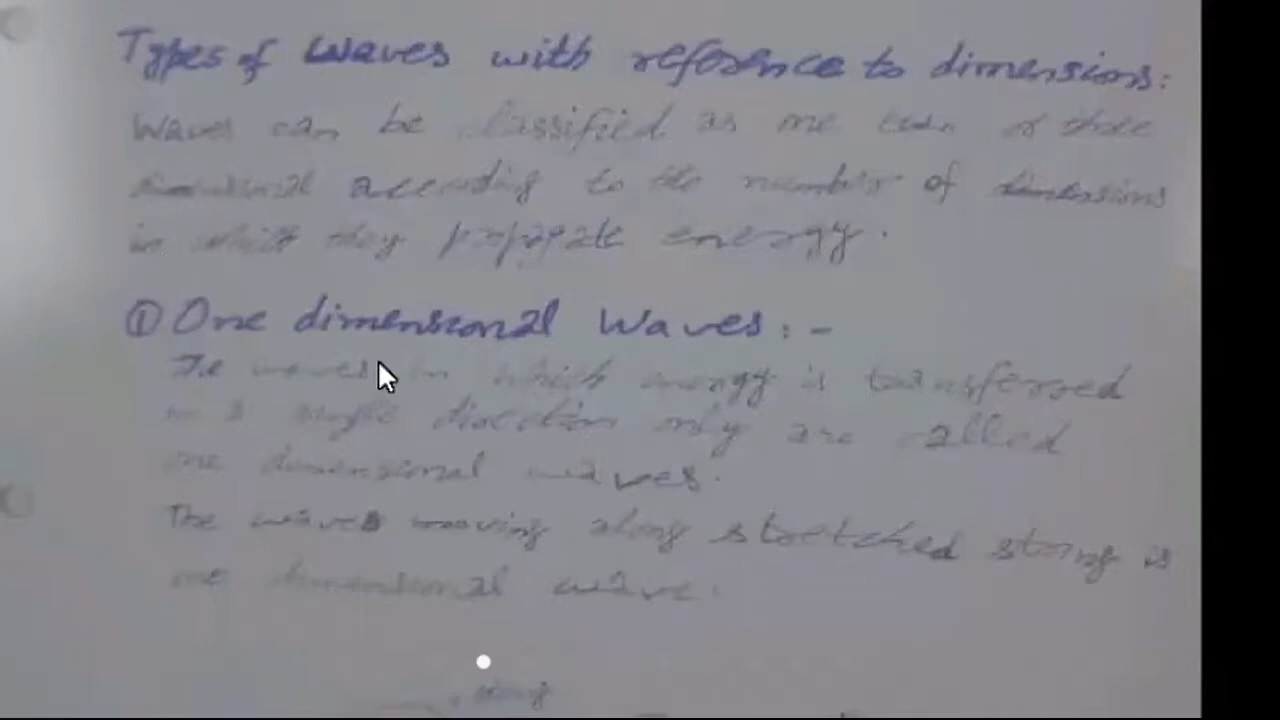 Types of waves with reference to dimensions:
Waves can be classified as one two or three
dimensional according to the number of dimensions
in which they propagate energy.
① One dimensional Waves:-
The waves in which energy is transferred
in a single direction only are called
one dimensional waves.
The waves moving along stretched string is
one dimensional wave.
string